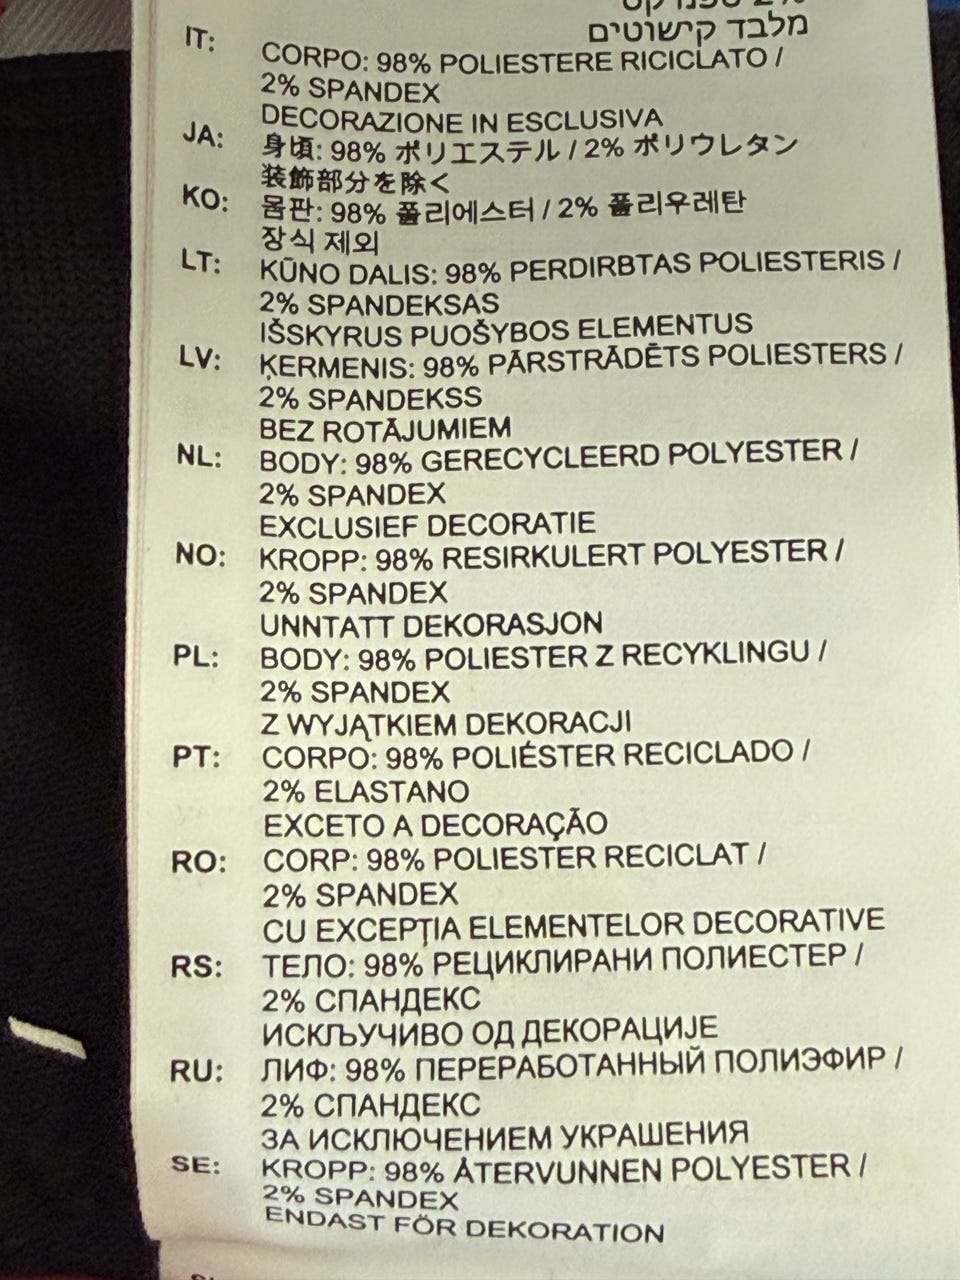 2% ספנדקס
מלבד קישוטים
IT: CORPO: 98% POLIESTERE RICICLATO /
2% SPANDEX
DECORAZIONE IN ESCLUSIVA
JA: 身頃: 98% ポリエステル / 2% ポリウレタン
装飾部分を除く
KO: 몸판: 98% 폴리에스터 / 2% 폴리우레탄
장식 제외
LT: KŪNO DALIS: 98% PERDIRBTAS POLIESTERIS /
2% SPANDEKSAS
IŠSKYRUS PUOŠYBOS ELEMENTUS
LV: ĶERMENIS: 98% PĀRSTRĀDĒTS POLIESTERS /
2% SPANDEKSS
BEZ ROTĀJUMIEM
NL: BODY: 98% GERECYCLEERD POLYESTER /
2% SPANDEX
EXCLUSIEF DECORATIE
NO: KROPP: 98% RESIRKULERT POLYESTER /
2% SPANDEX
UNNTATT DEKORASJON
PL: BODY: 98% POLIESTER Z RECYKLINGU /
2% SPANDEX
Z WYJĄTKIEM DEKORACJI
PT: CORPO: 98% POLIÉSTER RECICLADO /
2% ELASTANO
EXCETO A DECORAÇÃO
RO: CORP: 98% POLIESTER RECICLAT /
2% SPANDEX
CU EXCEPȚIA ELEMENTELOR DECORATIVE
RS: ТЕЛО: 98% РЕЦИКЛИРАНИ ПОЛИЕСТЕР /
2% СПАНДЕКС
ИСКЉУЧИВО ОД ДЕКОРАЦИЈЕ
RU: ЛИФ: 98% ПЕРЕРАБОТАННЫЙ ПОЛИЭФИР /
2% СПАНДЕКС
ЗА ИСКЛЮЧЕНИЕМ УКРАШЕНИЯ
SE: KROPP: 98% ÅTERVUNNEN POLYESTER /
2% SPANDEX
ENDAST FÖR DEKORATION